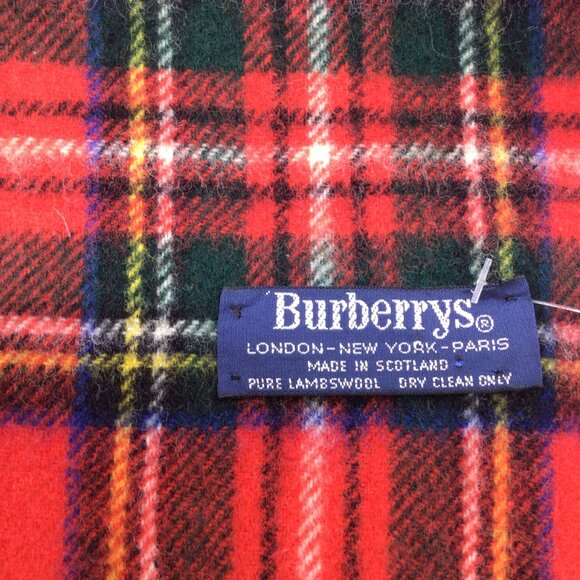 Burberrys®
LONDON-NEW YORK-PARIS
MADE IN SCOTLAND
PURE LAMBSWOOL DRY CLEAN ONLY